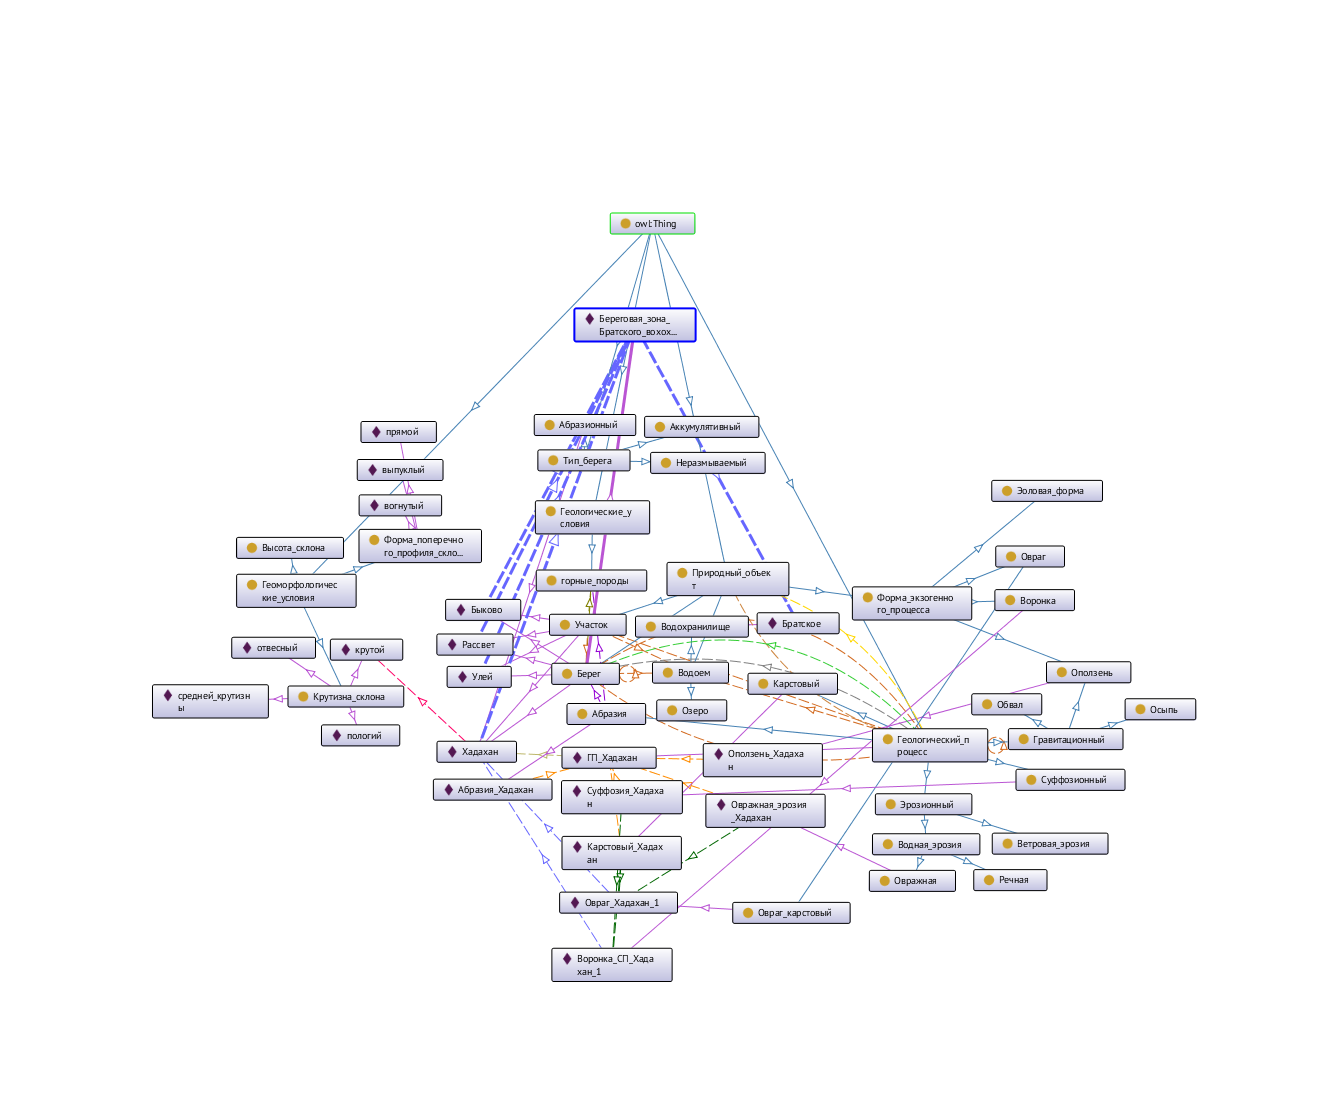 owl:Thing
Береговая_зона_
Братского_вохох...
прямой
Абразионный
Аккумулятивный
выпуклый
Тип_берега
Неразмываемый
Эоловая_форма
вогнутый
Геологические_у
словия
Высота_склона
Форма_поперечно
го_профиля_скло...
Овраг
Геоморфологичес
кие_условия
горные_породы
Природный_объек
т
Форма_экзогенно
го_процесса
Воронка
Быково
Участок
Водохранилище
Братское
отвесный
крутой
Рассвет
Улей
Берег
Водоем
Карстовый
Оползень
средней_крутизн
ы
Крутизна_склона
Абразия
Озеро
Обвал
Осыпь
пологий
Хадахан
ГП_Хадахан
Оползень_Хадаха
н
Геологический_п
роцесс
Гравитационный
Абразия_Хадахан
Суффозия_Хадаха
н
Овражная_эрозия
_Хадахан
Суффозионный
Эрозионный
Карстовый_Хадах
ан
Водная_эрозия
Ветровая_эрозия
Овражная
Речная
Овраг_Хадахан_1
Овраг_карстовый
Воронка_СП_Хада
хан_1